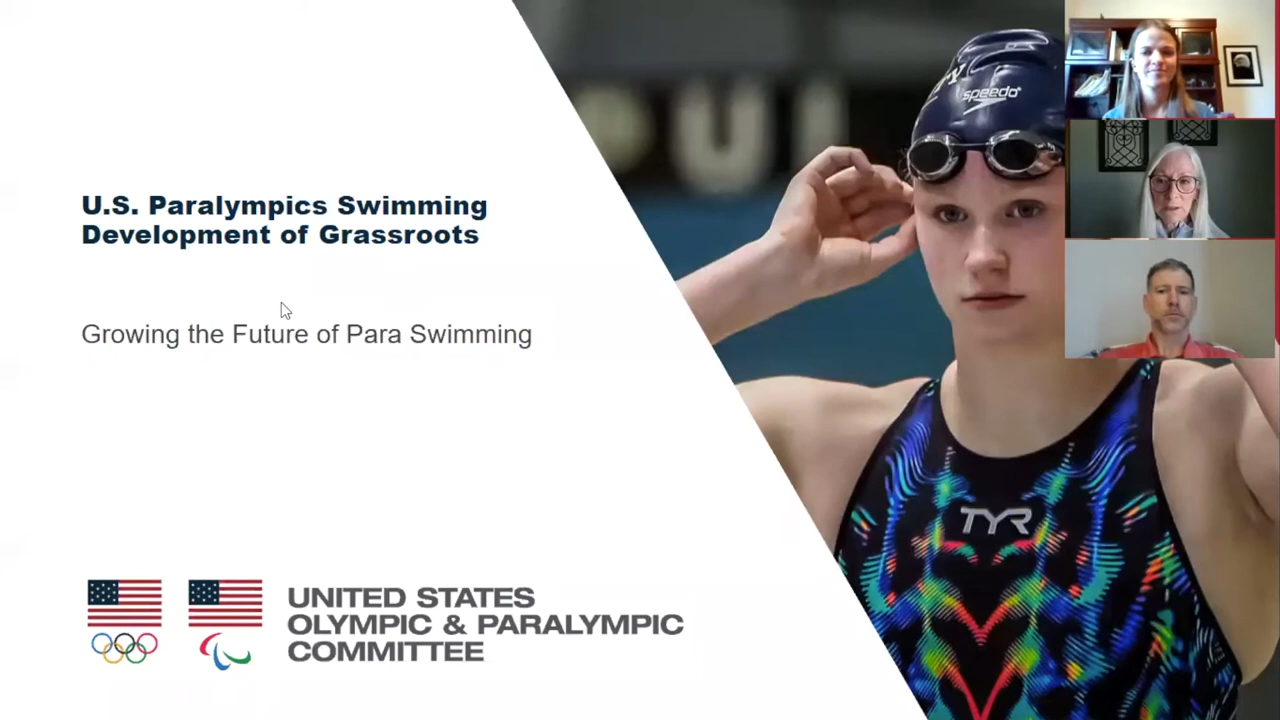 U.S. Paralympics Swimming
Development of Grassroots
Growing the Future of Para Swimming
UNITED STATES
OLYMPIC & PARALYMPIC
COMMITTEE
speedo
TYR